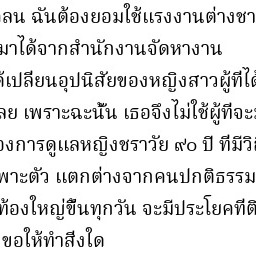 ลน ฉันต้องยอมใช้แรงงานต่างชา
มาได้จากสำนักงานจัดหางาน
เปลี่ยนอุปนิสัยของหญิงสาวผู้ที่ได้
เพราะฉะนั้น เธอจึงไม่ใช่ผู้ที่จะ
องการดูแลหญิงชราวัย ๙๐ ปี ที่มีวิถี
พาะตัว แตกต่างจากคนปกติธรรม
ท้องใหญ่ขึ้นทุกวัน จะมีประโยคที่ติ
ขอให้ทำสิ่งใด